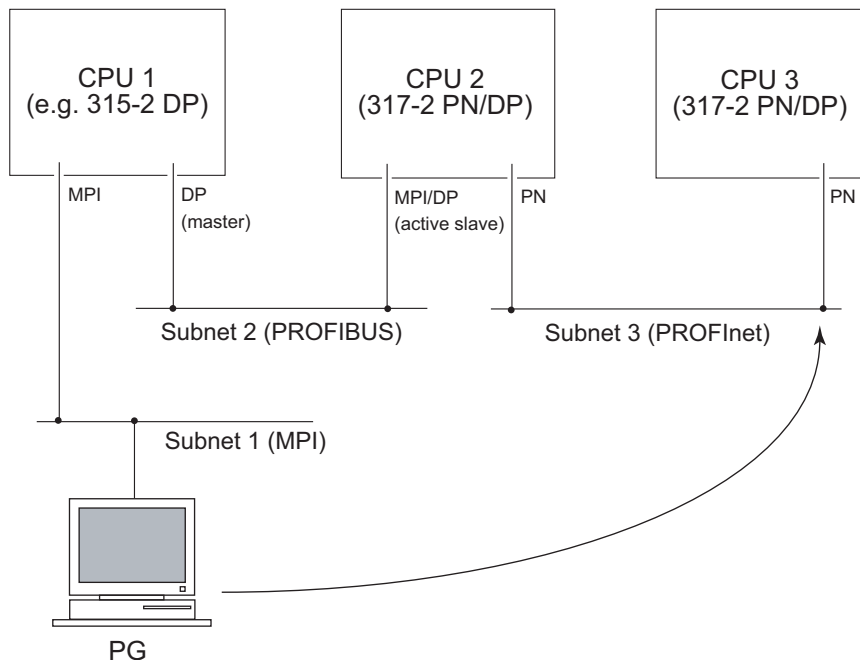 CPU 1
(e.g. 315-2 DP)
CPU 2
(317-2 PN/DP)
CPU 3
(317-2 PN/DP)
MPI
DP
(master)
MPI/DP
(active slave)
PN
PN
Subnet 2 (PROFIBUS)
Subnet 3 (PROFInet)
Subnet 1 (MPI)
PG